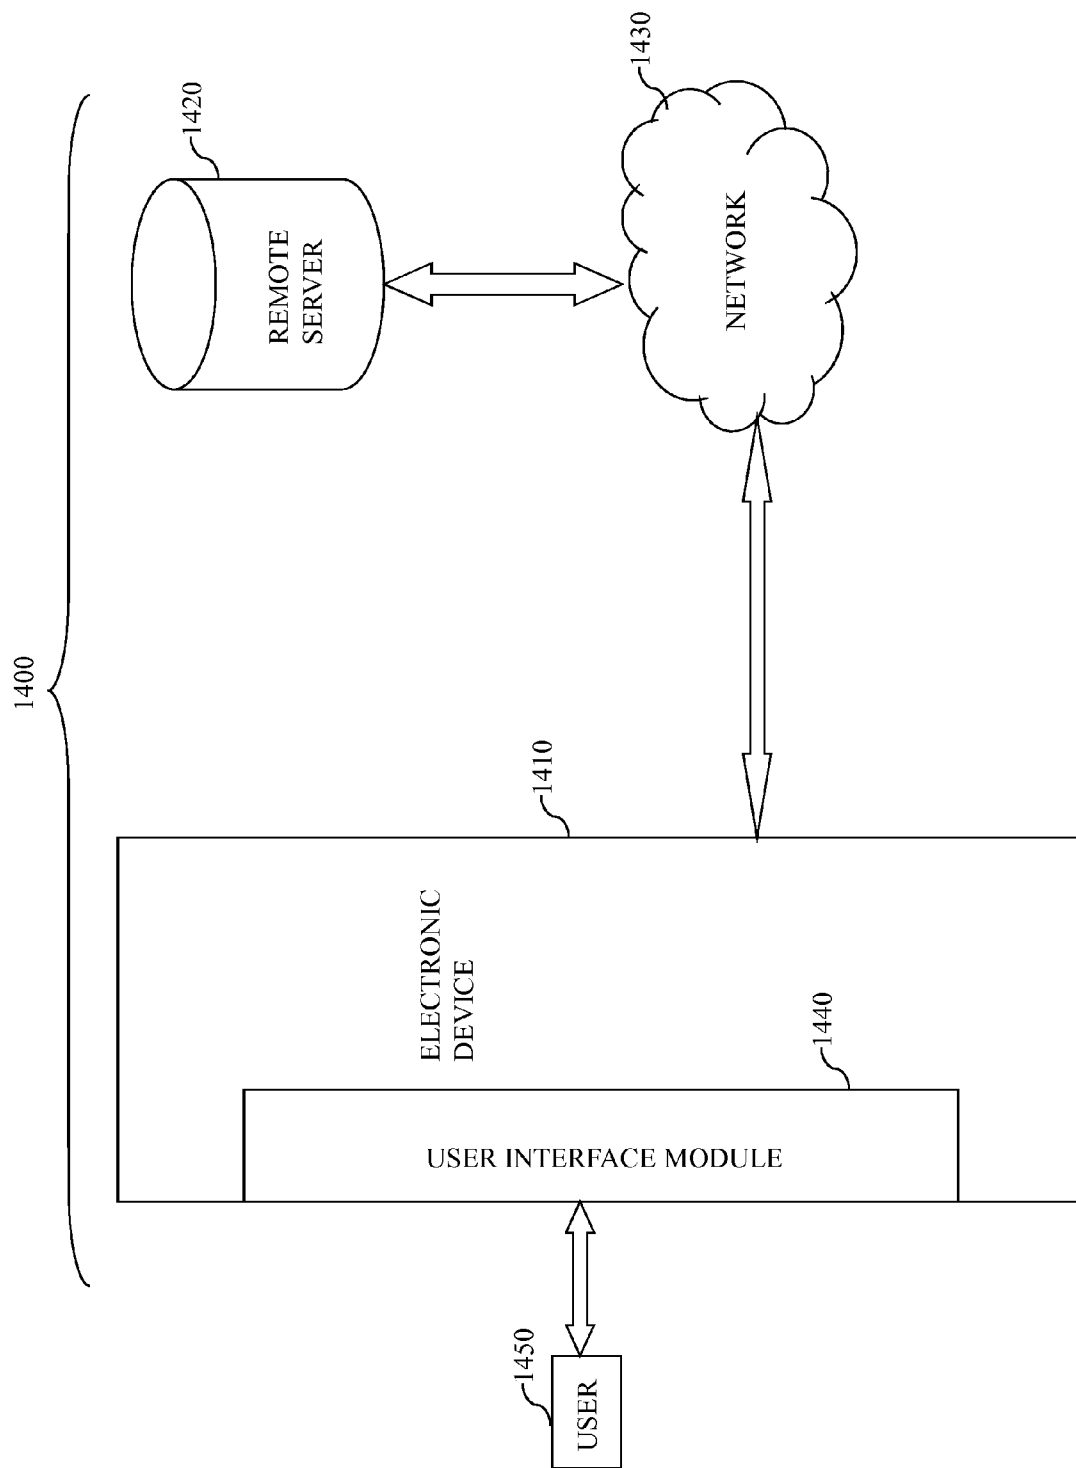 1400
1420
REMOTE
SERVER
1430
NETWORK
1410
ELECTRONIC
DEVICE
1440
USER INTERFACE MODULE
1450
USER